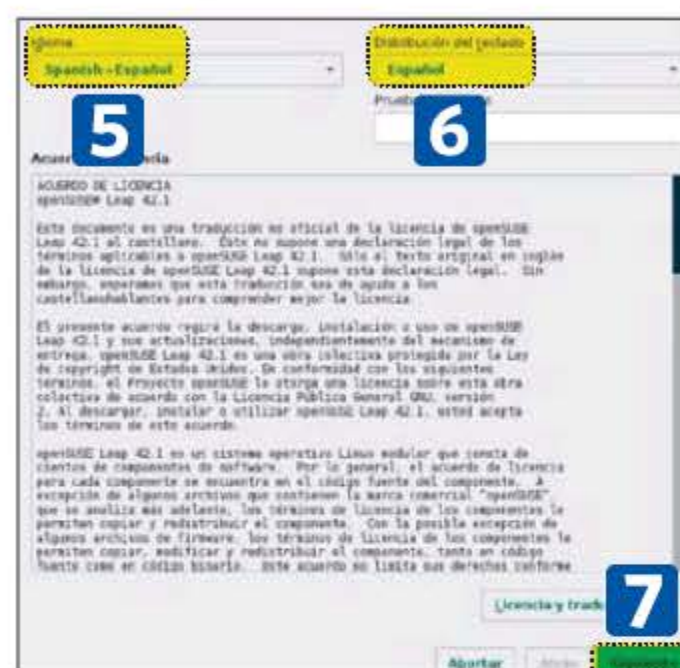 Idioma
Distribución del teclado
Spanish - Español
Español
5
6
ACUERDO DE LICENCIA
openSUSE® Leap 42.1
Este documento es una traducción no oficial de la licencia de openSUSE
Leap 42.1 al castellano. Esto no supone una declaración legal de los
términos aplicables a openSUSE Leap 42.1. Sólo el texto original en inglés
de la licencia de openSUSE Leap 42.1 supone esta declaración legal. Sin
embargo, esperamos que esta traducción sea de ayuda a los
castellanohablantes para comprender mejor la licencia.
El presente acuerdo regirá la descarga, instalación o uso de openSUSE
Leap 42.1 y sus actualizaciones, independientemente del mecanismo de
entrega. openSUSE Leap 42.1 es una obra colectiva protegida por la Ley
de copyright de Estados Unidos. De conformidad con los siguientes
términos, el Proyecto openSUSE le otorga una licencia sobre esta obra
colectiva de acuerdo con la Licencia Pública General GNU, versión
2. Al descargar, instalar o utilizar openSUSE Leap 42.1, usted acepta
los términos de este acuerdo.
openSUSE Leap 42.1 es un sistema operativo Linux modular que consta de
cientos de componentes de software. Por lo general, el acuerdo de licencia
para cada componente se encuentra en el código fuente del componente. A
excepción de algunos archivos que contienen la marca comercial "openSUSE",
que se analiza más adelante, los términos de licencia de los componentes le
permiten copiar y redistribuir el componente. Con la posible excepción de
algunos archivos de firmware, los términos de licencia de los componentes le
permiten copiar, modificar y redistribuir el componente, tanto en código
fuente como en código binario. Este acuerdo no limita sus derechos conforme
Licencia y tradu
7
Abortar
Siguiente